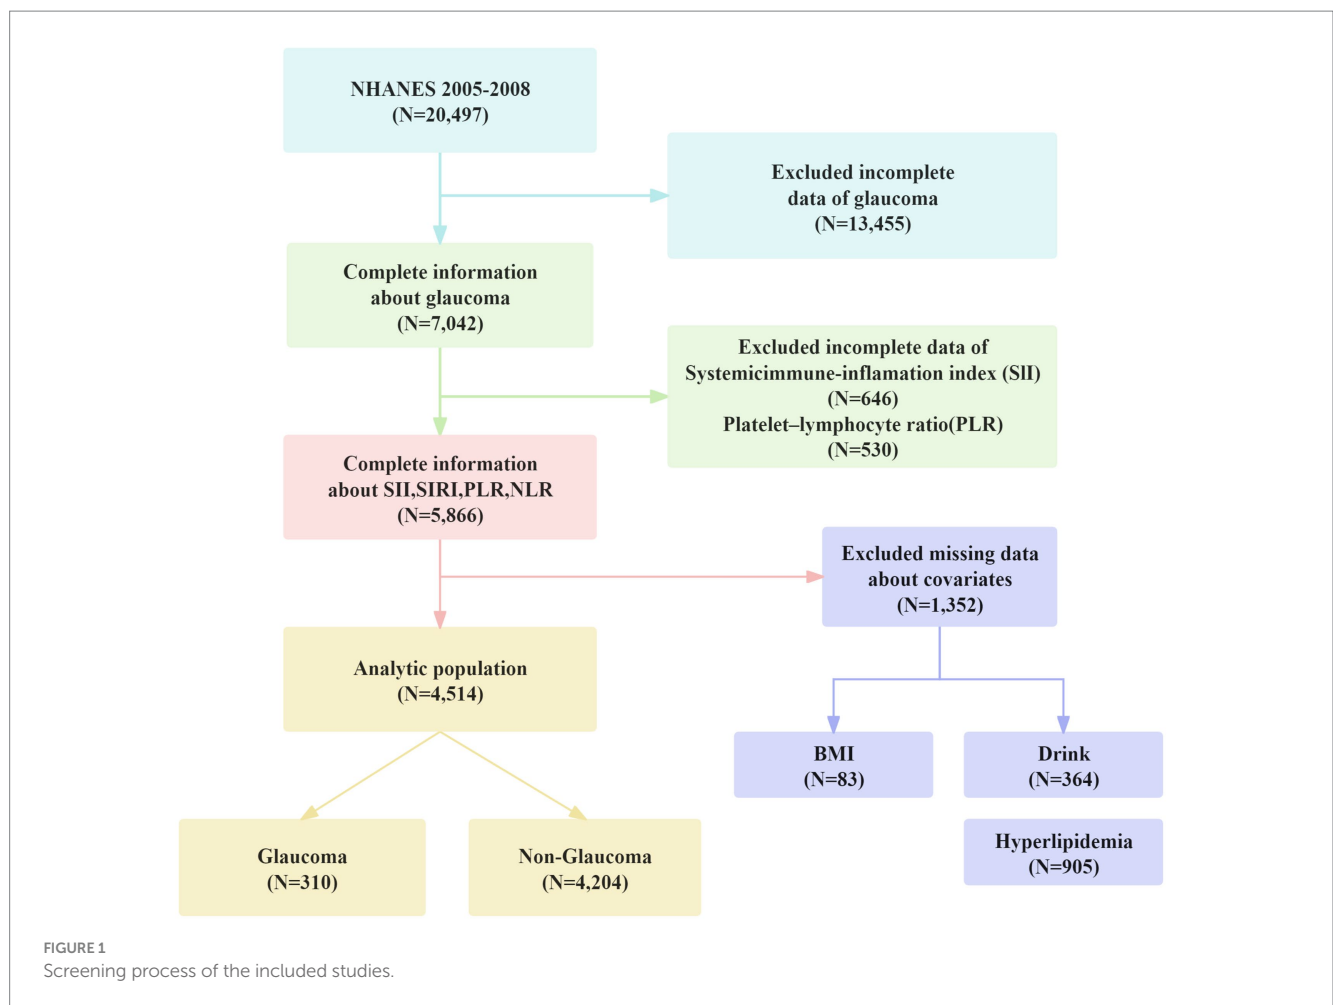 NHANES 2005-2008
(N=20,497)
Excluded incomplete
data of glaucoma
(N=13,455)
Complete information
about glaucoma
(N=7,042)
Excluded incomplete data of
Systemicimmune-inflamation index (SII)
(N=646)
Platelet–lymphocyte ratio(PLR)
(N=530)
Complete information
about SII,SIRI,PLR,NLR
(N=5,866)
Excluded missing data
about covariates
(N=1,352)
Analytic population
(N=4,514)
BMI
(N=83)
Drink
(N=364)
Hyperlipidemia
(N=905)
Glaucoma
(N=310)
Non-Glaucoma
(N=4,204)
FIGURE 1
Screening process of the included studies.